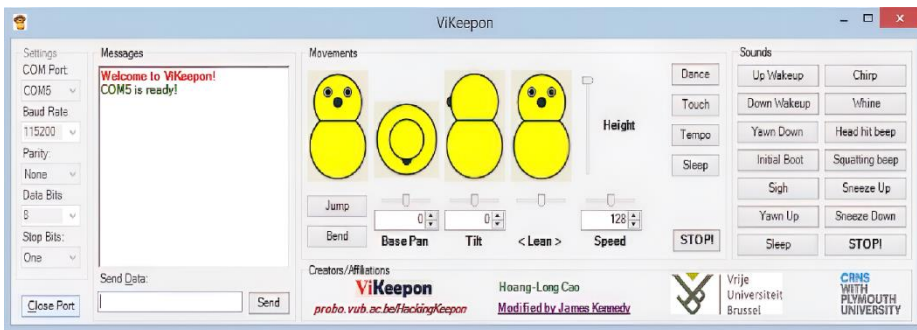 ViKeepon
Settings
COM Port:
COM5
Baud Rate
115200
Parity:
None
Data Bits
8
Stop Bits:
One
Close Port
Messages
Welcome to ViKeepon!
COM5 is ready!
Send Data:
Send
Movements
Height
Dance
Touch
Tempo
Sleep
Jump
Bend
0
Base Pan
0
Tilt
< Lean >
128
Speed
STOP!
Sounds
Up Wakeup
Chirp
Down Wakeup
Whine
Yawn Down
Head hit beep
Initial Boot
Squatting beep
Sigh
Sneeze Up
Yawn Up
Sneeze Down
Sleep
STOP!
Creators/Affiliations
ViKeepon
probo.vub.ac.be/HackingKeepon
Hoang-Long Cao
Modified by James Kennedy
Vrije
Universiteit
Brussel
CRNS
WITH
PLYMOUTH
UNIVERSITY